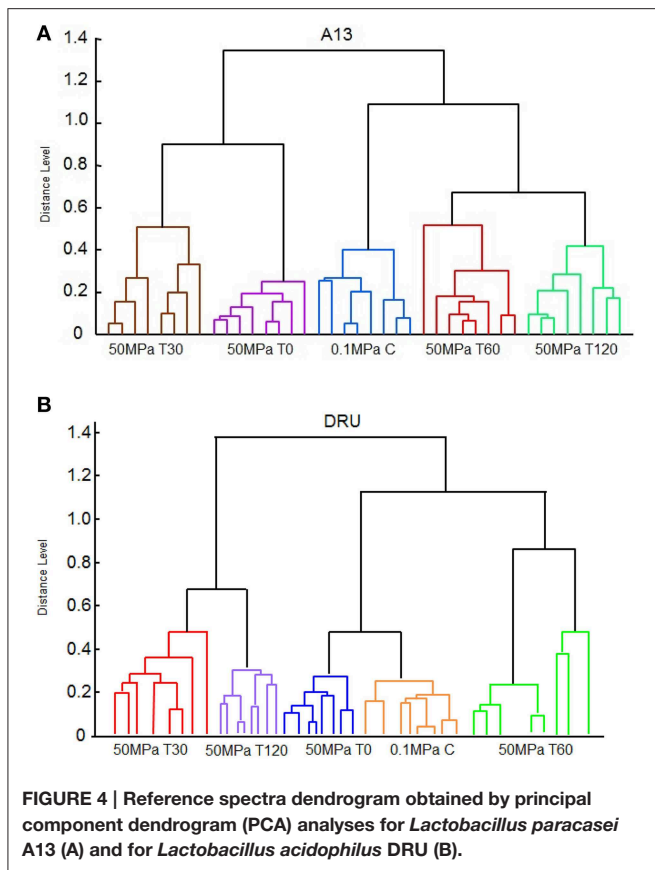 A
A13
Distance Level
1.4
1.2
1.0
0.8
0.6
0.4
0.2
0
50MPa T30 50MPa T0 0.1MPa C 50MPa T60 50MPa T120
B
DRU
Distance Level
1.4
1.2
1.0
0.8
0.6
0.4
0.2
0
50MPa T30 50MPa T120 50MPa T0 0.1MPa C 50MPa T60
FIGURE 4 | Reference spectra dendrogram obtained by principal
component dendrogram (PCA) analyses for Lactobacillus paracasei
A13 (A) and for Lactobacillus acidophilus DRU (B).